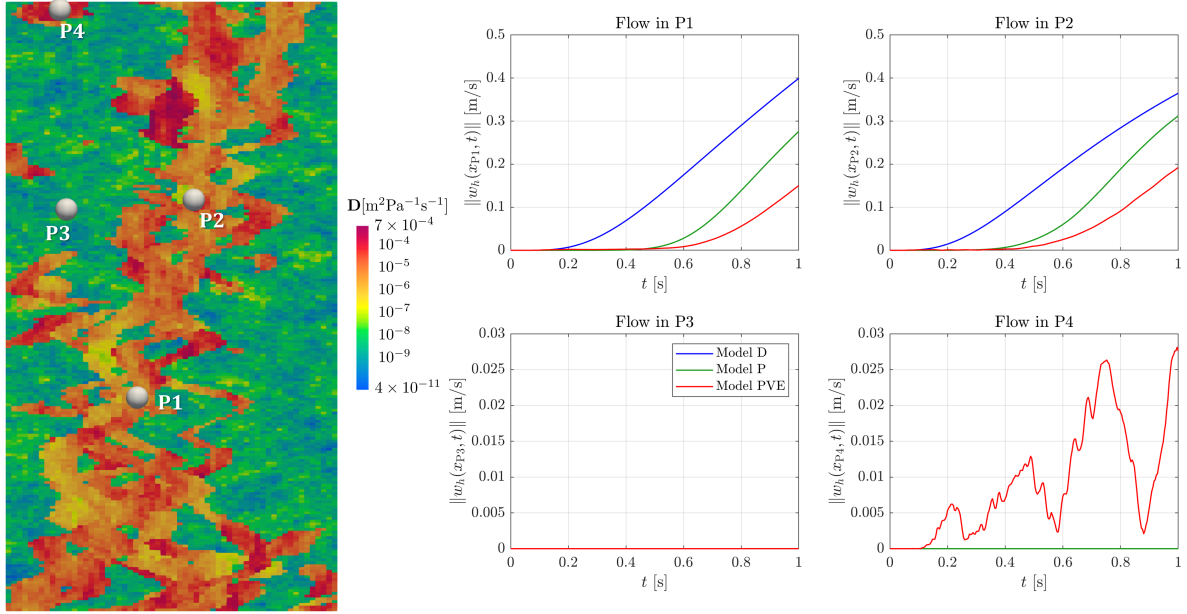 P4
P3
P2
P1
D[m²Pa⁻¹s⁻¹]
7 × 10⁻⁴
10⁻⁴
10⁻⁵
10⁻⁶
10⁻⁷
10⁻⁸
10⁻⁹
4 × 10⁻¹¹
Flow in P1
‖w_h(x_P1, t)‖ [m/s]
0.5
0.4
0.3
0.2
0.1
0
0 0.2 0.4 0.6 0.8 1
t [s]
Flow in P2
‖w_h(x_P2, t)‖ [m/s]
0.5
0.4
0.3
0.2
0.1
0
0 0.2 0.4 0.6 0.8 1
t [s]
Flow in P3
‖w_h(x_P3, t)‖ [m/s]
0.03
0.025
0.02
0.015
0.01
0.005
0
Model D
Model P
Model PVE
0 0.2 0.4 0.6 0.8 1
t [s]
Flow in P4
‖w_h(x_P4, t)‖ [m/s]
0.03
0.025
0.02
0.015
0.01
0.005
0
0 0.2 0.4 0.6 0.8 1
t [s]